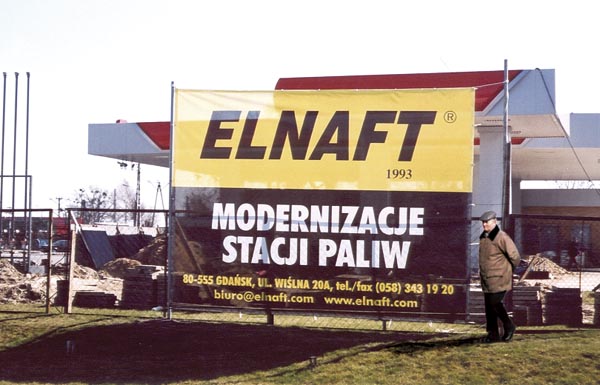 ELNAFT®
1993
MODERNIZACJE
STACJI PALIW
80-555 GDAŃSK, UL. WIŚLNA 20A, tel./fax (058) 343 19 20
biuro@elnaft.com www.elnaft.com